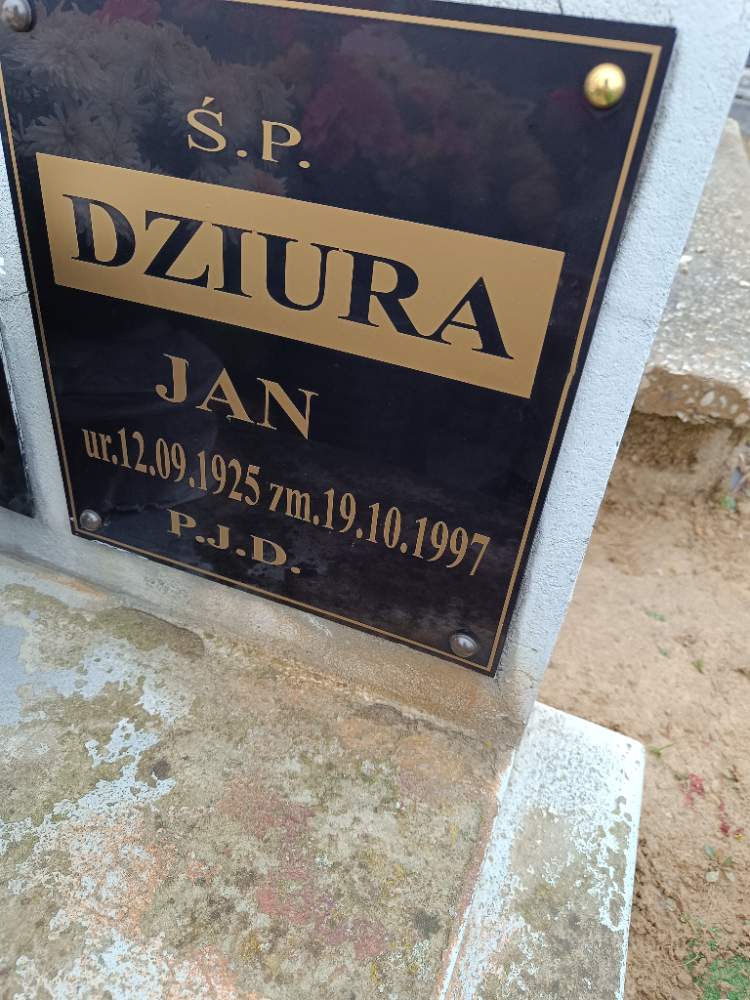 Ś.P.
DZIURA
JAN
ur.12.09.1925 zm.19.10.1997
P.J.D.